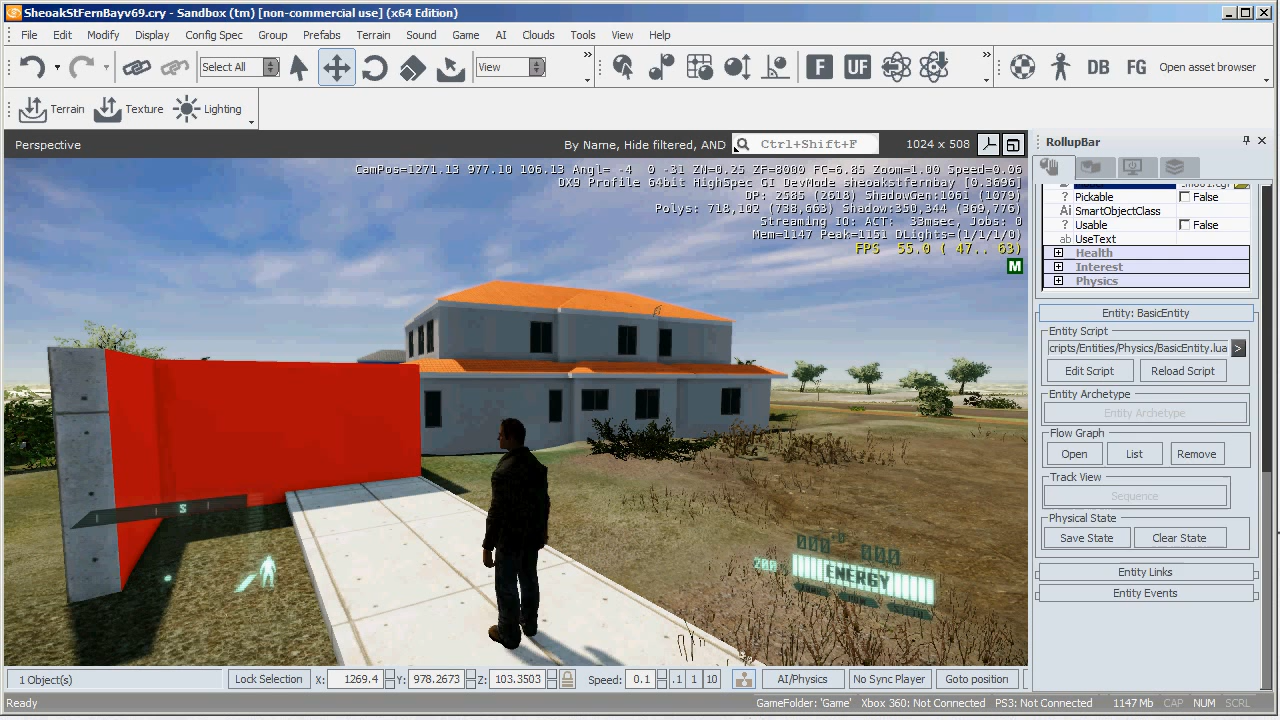 SheoakStFernBayv69.cry - Sandbox (tm) [non-commercial use] (x64 Edition)
File Edit Modify Display Config Spec Group Prefabs Terrain Sound Game AI Clouds Tools View Help
Select All View F UF DB FG Open asset browser
Terrain Texture Lighting
Perspective By Name, Hide filtered, AND Ctrl+Shift+F 1024 x 508
RollupBar
CamPos=1271.13 977.10 106.13 Angl= -4 0 -31 ZN=0.25 ZF=8000 FC=6.85 Zoom=1.00 Speed=0.06
DX9 Profile 64bit HighSpec GI DevMode sheoakstfernbay [0.3696]
DP: 2585 (2618) ShadowGen:1061 (1079)
Polys: 718,102 (738,663) Shadow:350,344 (369,776)
Streaming IO: ACT: 33msec, Jobs: 0
Mem=1147 Peak=1151 DLights=(1/1/1/0)
FPS 55.0 ( 47.. 63)
M
Pickable False
Ai SmartObjectClass
Usable False
ab UseText
Health
Interest
Physics
Entity: BasicEntity
Entity Script
cripts/Entities/Physics/BasicEntity.lua >
Edit Script Reload Script
Entity Archetype
Entity Archetype
Flow Graph
Open List Remove
Track View
Sequence
Physical State
Save State Clear State
Entity Links
Entity Events
S
000 000
200 ENERGY
1 Object(s) Lock Selection X: 1269.4 Y: 978.2673 Z: 103.3503 Speed: 0.1 .1 1 10 AI/Physics No Sync Player Goto position
Ready GameFolder: 'Game' Xbox 360: Not Connected PS3: Not Connected 1147 Mb CAP NUM SCRL